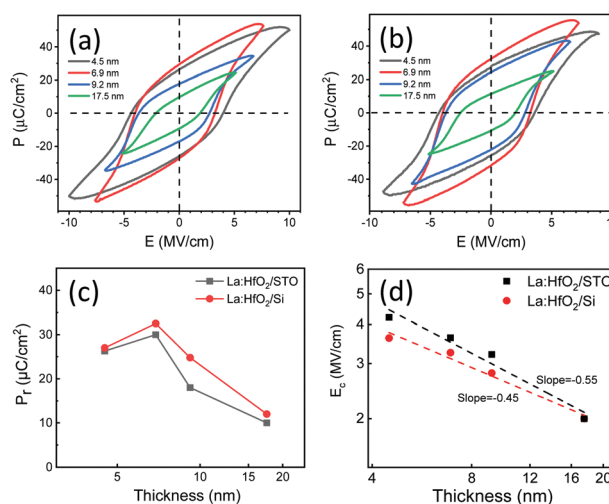 (a)
4.5 nm
6.9 nm
9.2 nm
17.5 nm
P (μC/cm²)
40
20
0
-20
-40
-10 -5 0 5 10
E (MV/cm)
(b)
4.5 nm
6.9 nm
9.2 nm
17.5 nm
P (μC/cm²)
40
20
0
-20
-40
-5 0 5
E (MV/cm)
(c)
La:HfO₂/STO
La:HfO₂/Si
Pᵣ (μC/cm²)
40
30
20
10
0
5 10 15 20
Thickness (nm)
(d)
La:HfO₂/STO
La:HfO₂/Si
E꜀ (MV/cm)
6
5
4
3
2
Slope=-0.55
Slope=-0.45
4 8 12 16 20
Thickness (nm)